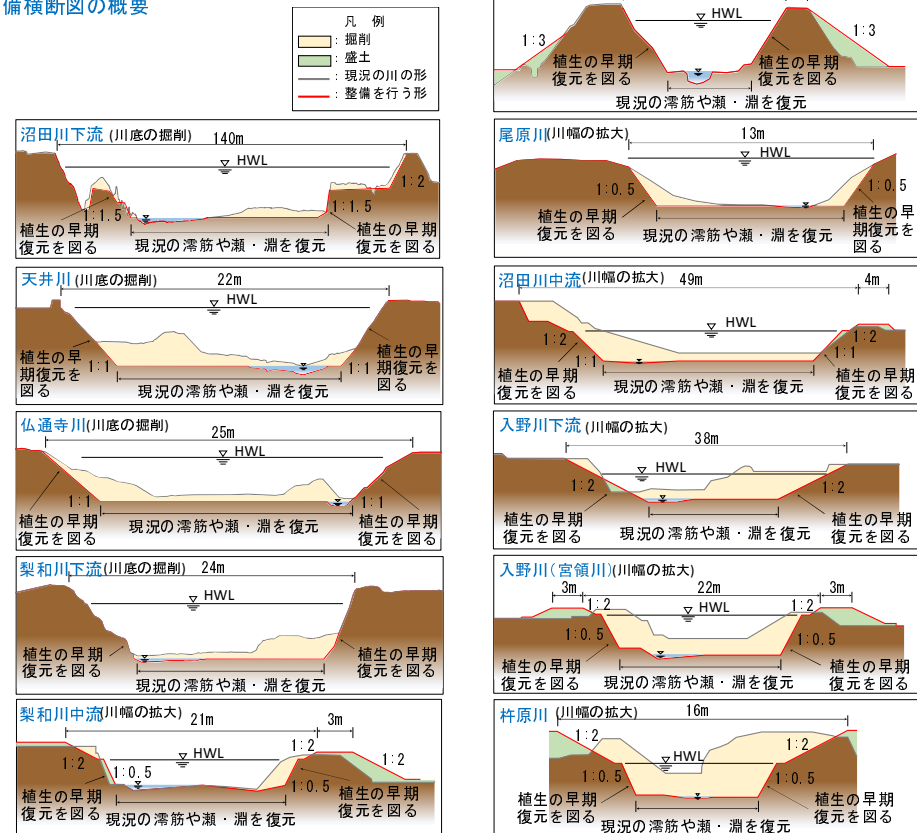 備横断図の概要
凡 例
：掘削
：盛土
：現況の川の形
：整備を行う形
沼田川下流 (川底の掘削)
140m
HWL
1:2
1:1.5
1:1.5
植生の早期
復元を図る
現況の澪筋や瀬・淵を復元
植生の早期
復元を図る
天井川 (川底の掘削)
22m
HWL
植生の早
期復元を
図る
1:1
現況の澪筋や瀬・淵を復元
1:1
植生の早
期復元を
図る
仏通寺川(川底の掘削)
25m
HWL
1:1
1:1
植生の早期
復元を図る
現況の澪筋や瀬・淵を復元
植生の早期
復元を図る
梨和川下流(川底の掘削)
24m
HWL
植生の早期
復元を図る
現況の澪筋や瀬・淵を復元
植生の早期
復元を図る
梨和川中流(川幅の拡大)
21m
3m
HWL
1:2
1:2
1:2
1:0.5
1:0.5
植生の早期
復元を図る
現況の澪筋や瀬・淵を復元
植生の早期
復元を図る
HWL
1:3
1:3
植生の早期
復元を図る
植生の早期
復元を図る
現況の澪筋や瀬・淵を復元
尾原川(川幅の拡大)
13m
HWL
1:0.5
1:0.5
植生の早期
復元を図る
現況の澪筋や瀬・淵を復元
植生の早
期復元を
図る
沼田川中流(川幅の拡大)
49m
4m
HWL
1:2
1:2
1:1
1:1
植生の早期
復元を図る
現況の澪筋や瀬・淵を復元
植生の早期
復元を図る
入野川下流 (川幅の拡大)
38m
HWL
1:2
1:2
植生の早期
復元を図る
現況の澪筋や瀬・淵を復元
植生の早期
復元を図る
入野川(宮領川)(川幅の拡大)
3m
22m
3m
1:2
HWL
1:2
1:0.5
1:0.5
植生の早期
復元を図る
現況の澪筋や瀬・淵を復元
植生の早期
復元を図る
杵原川 (川幅の拡大)
16m
1:2
1:2
HWL
1:0.5
1:0.5
植生の早期
復元を図る
現況の澪筋や瀬・淵を復元
植生の早期
復元を図る